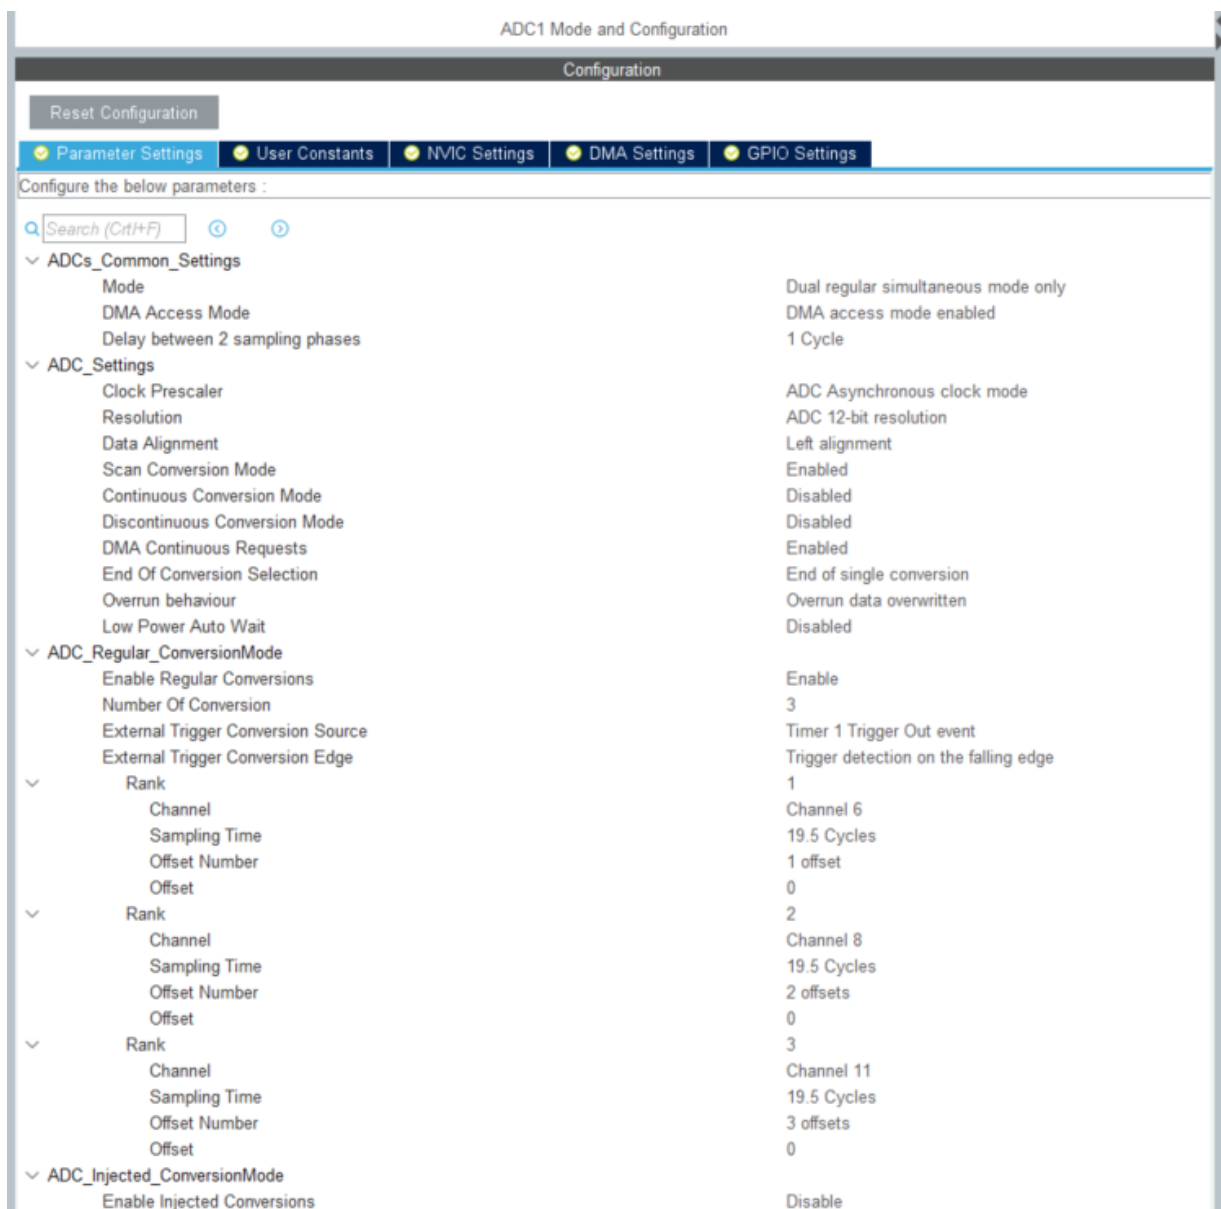 ADC1 Mode and Configuration
Configuration
Reset Configuration
Parameter Settings User Constants NVIC Settings DMA Settings GPIO Settings
Configure the below parameters :
Search (Crtl+F)
ADCs_Common_Settings
Mode Dual regular simultaneous mode only
DMA Access Mode DMA access mode enabled
Delay between 2 sampling phases 1 Cycle
ADC_Settings
Clock Prescaler ADC Asynchronous clock mode
Resolution ADC 12-bit resolution
Data Alignment Left alignment
Scan Conversion Mode Enabled
Continuous Conversion Mode Disabled
Discontinuous Conversion Mode Disabled
DMA Continuous Requests Enabled
End Of Conversion Selection End of single conversion
Overrun behaviour Overrun data overwritten
Low Power Auto Wait Disabled
ADC_Regular_ConversionMode
Enable Regular Conversions Enable
Number Of Conversion 3
External Trigger Conversion Source Timer 1 Trigger Out event
External Trigger Conversion Edge Trigger detection on the falling edge
Rank 1
Channel Channel 6
Sampling Time 19.5 Cycles
Offset Number 1 offset
Offset 0
Rank 2
Channel Channel 8
Sampling Time 19.5 Cycles
Offset Number 2 offsets
Offset 0
Rank 3
Channel Channel 11
Sampling Time 19.5 Cycles
Offset Number 3 offsets
Offset 0
ADC_Injected_ConversionMode
Enable Injected Conversions Disable